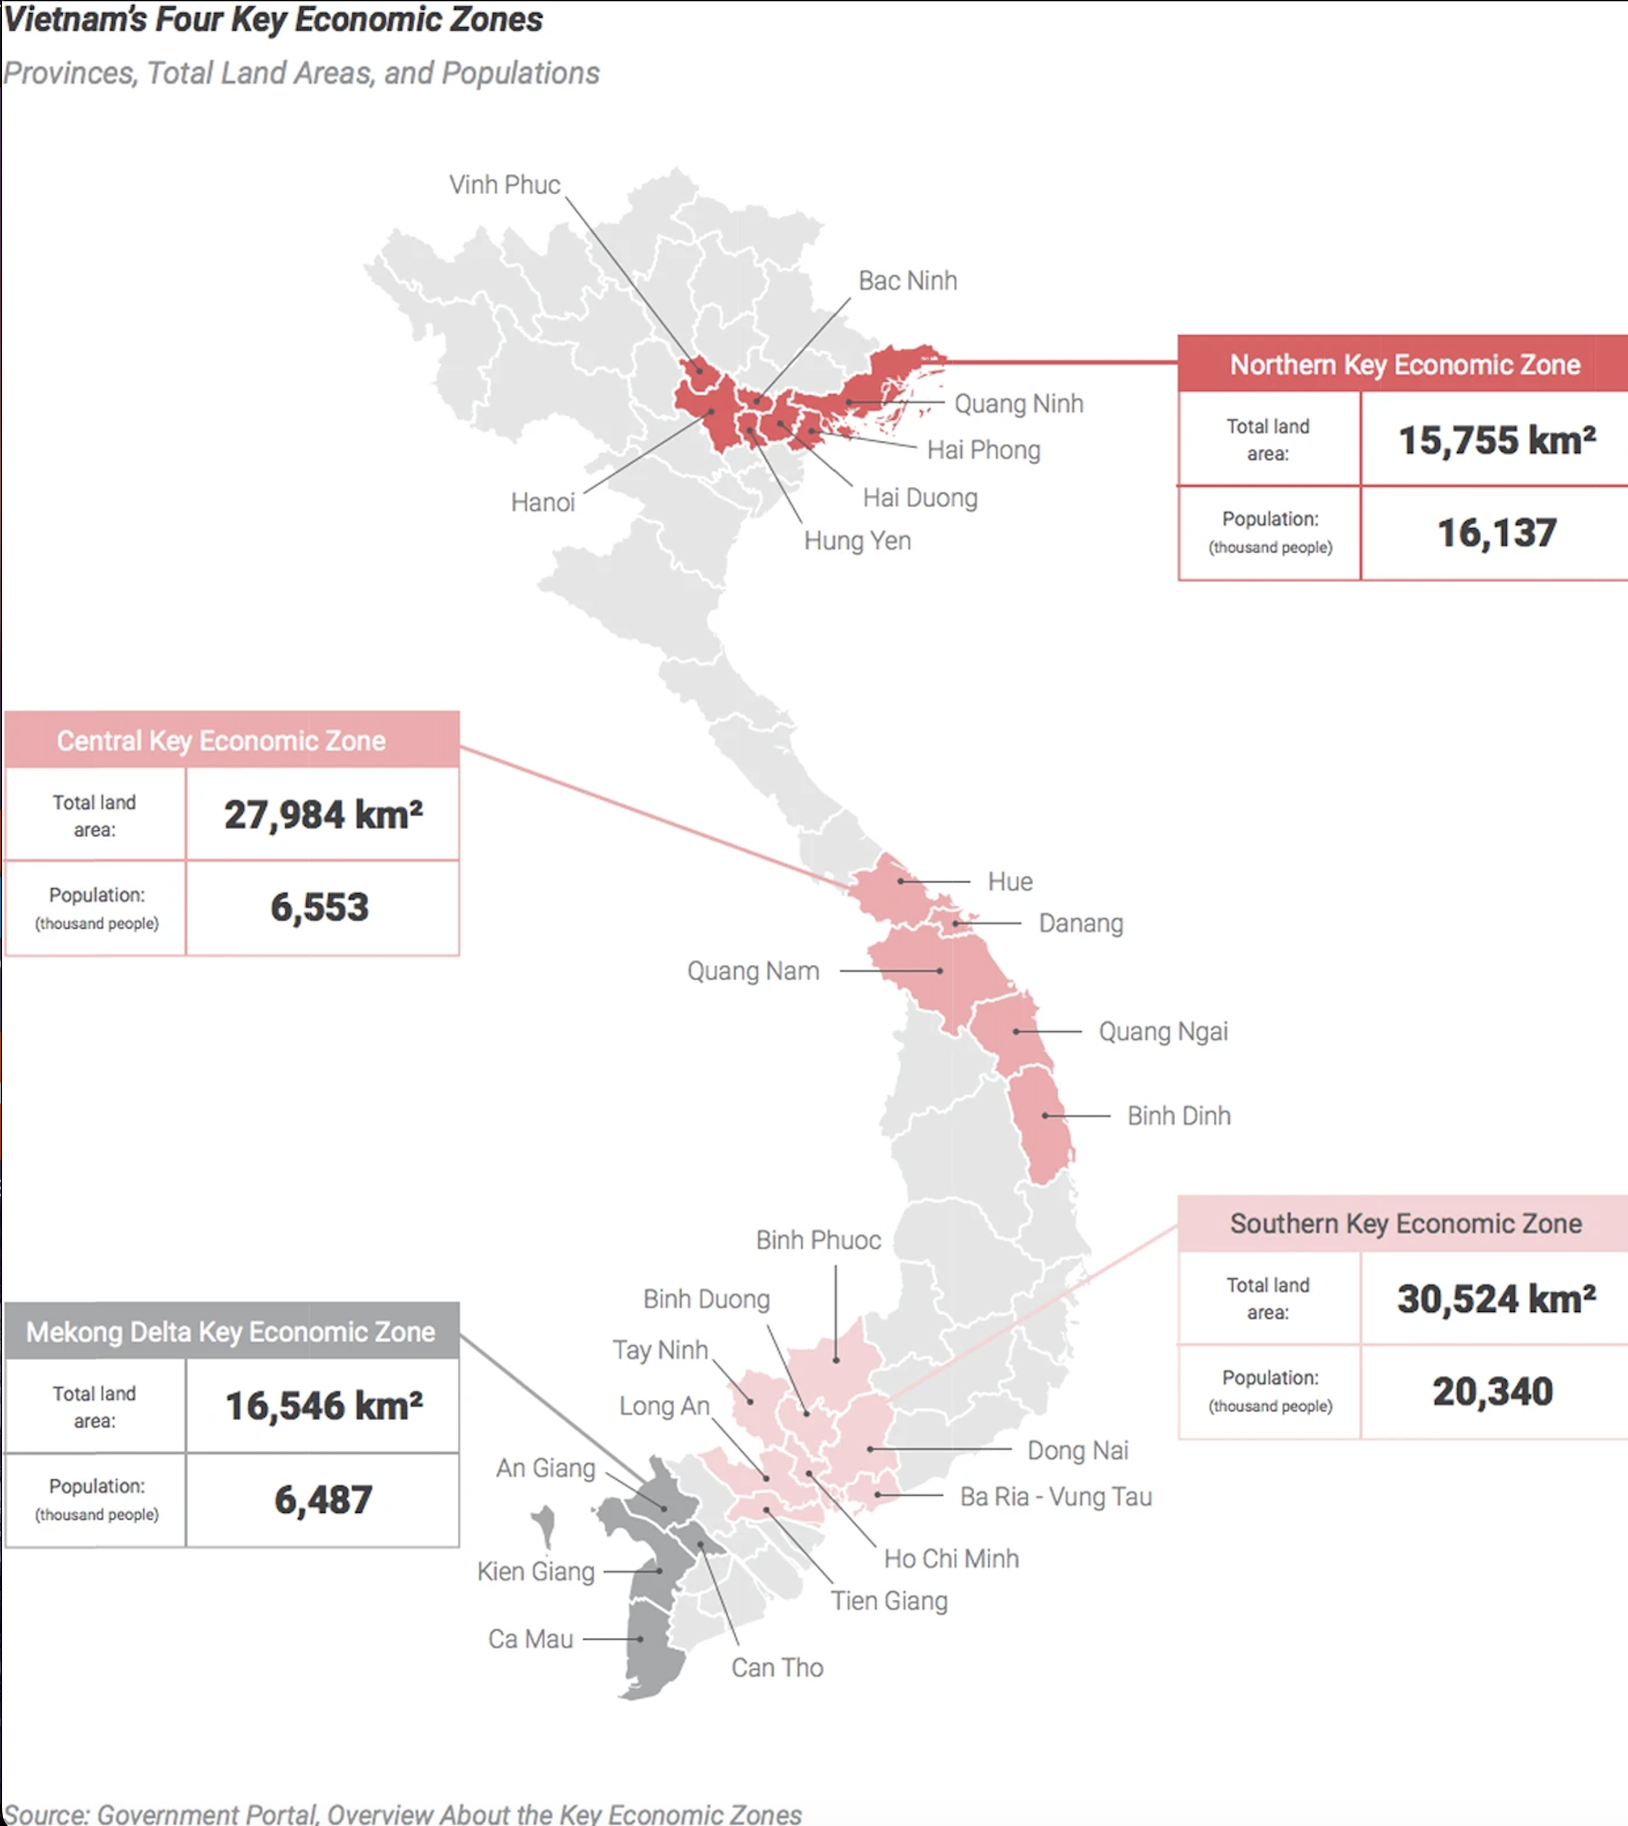 Vietnam's Four Key Economic Zones
Provinces, Total Land Areas, and Populations
Vinh Phuc
Bac Ninh
Quang Ninh
Hai Phong
Hai Duong
Hanoi
Hung Yen
Northern Key Economic Zone
Total land
area:
15,755 km²
Population:
(thousand people)
16,137
Central Key Economic Zone
Total land
area:
27,984 km²
Population:
(thousand people)
6,553
Hue
Danang
Quang Nam
Quang Ngai
Binh Dinh
Southern Key Economic Zone
Total land
area:
30,524 km²
Population:
(thousand people)
20,340
Binh Phuoc
Binh Duong
Tay Ninh
Long An
Dong Nai
Ba Ria - Vung Tau
Ho Chi Minh
Tien Giang
Mekong Delta Key Economic Zone
Total land
area:
16,546 km²
Population:
(thousand people)
6,487
An Giang
Kien Giang
Ca Mau
Can Tho
Source: Government Portal, Overview About the Key Economic Zones